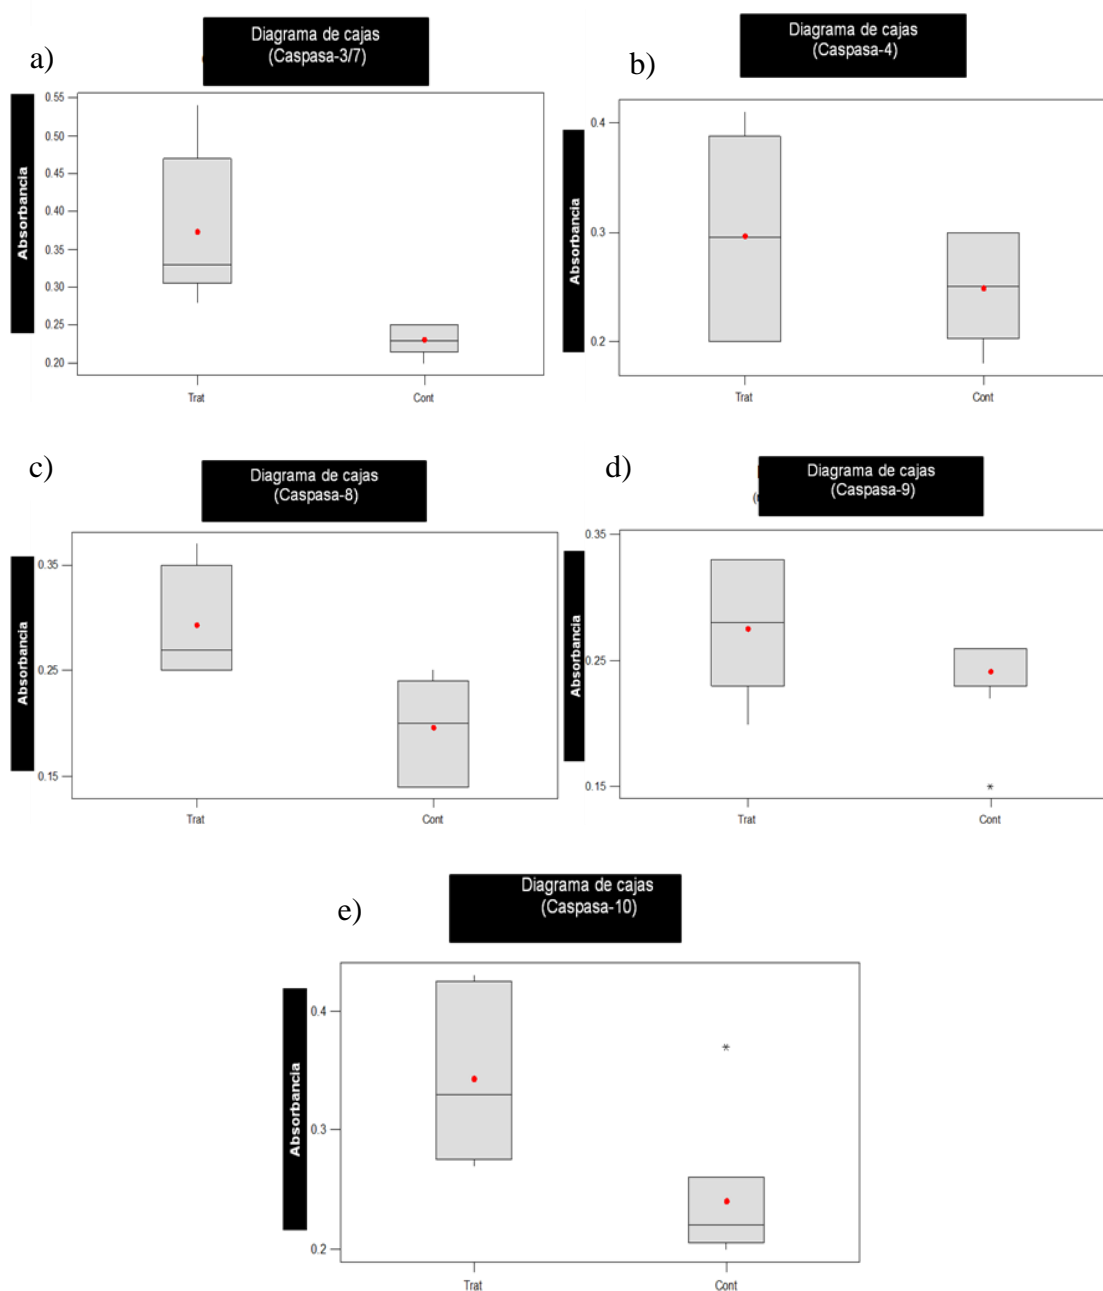 a)
Diagrama de cajas
(Caspasa-3/7)
Absorbancia
0.55
0.50
0.45
0.40
0.35
0.30
0.25
0.20
Trat
Cont
b)
Diagrama de cajas
(Caspasa-4)
Absorbancia
0.4
0.3
0.2
Trat
Cont
c)
Diagrama de cajas
(Caspasa-8)
Absorbancia
0.35
0.25
0.15
Trat
Cont
d)
Diagrama de cajas
(Caspasa-9)
Absorbancia
0.35
0.25
0.15
Trat
Cont
e)
Diagrama de cajas
(Caspasa-10)
Absorbancia
0.4
0.3
0.2
Trat
Cont